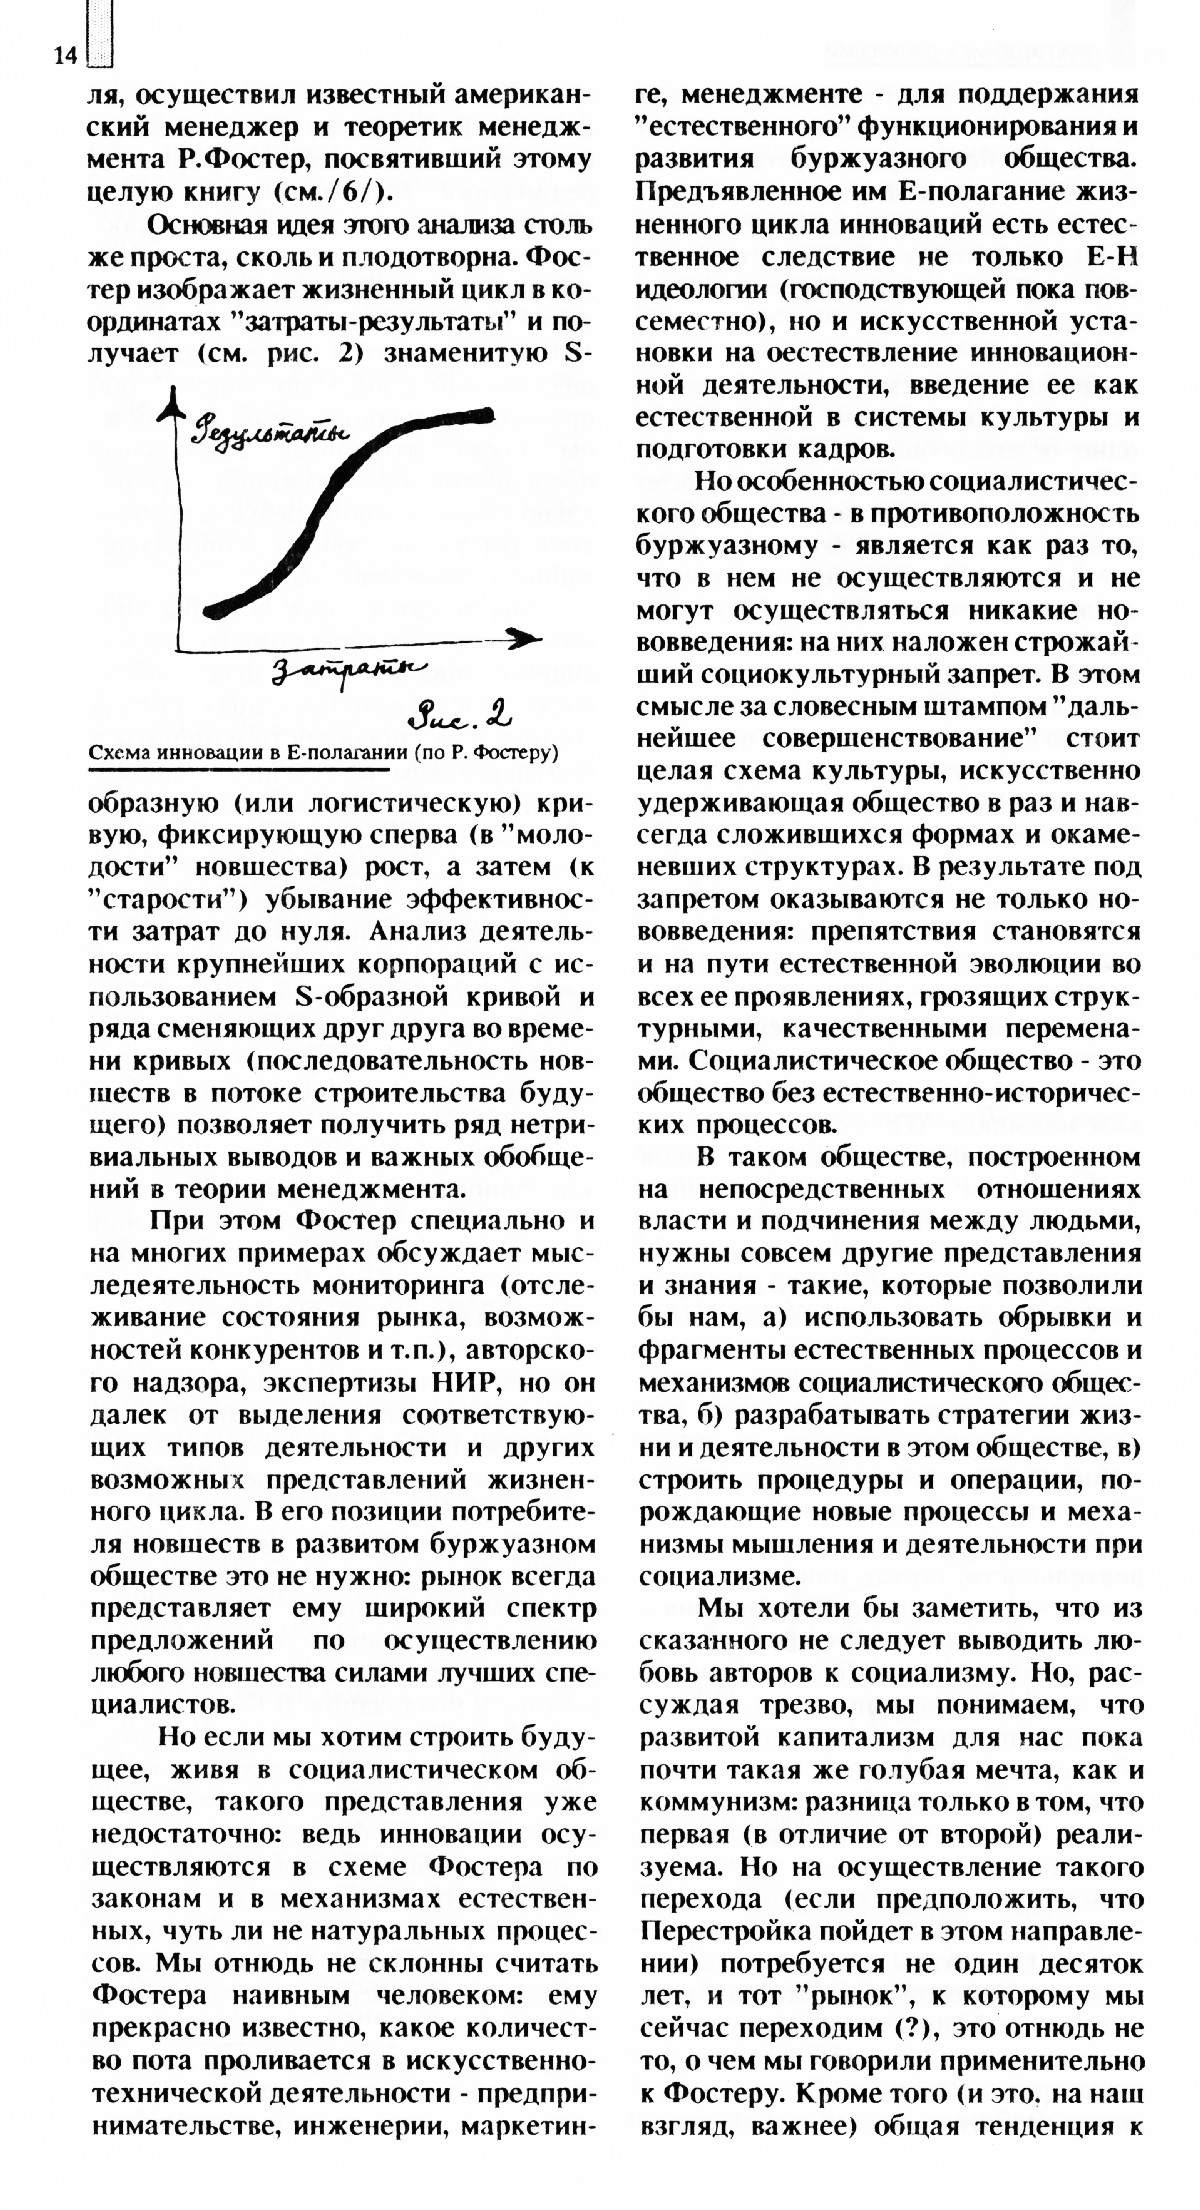 14
ля, осуществил известный американ-
ский менеджер и теоретик менедж-
мента Р.Фостер, посвятивший этому
целую книгу (см./6/).
Основная идея этого анализа столь
же проста, сколь и плодотворна. Фос-
тер изображает жизненный цикл в ко-
ординатах "затраты-результаты" и по-
лучает (см. рис. 2) знаменитую S-
Результаты
Затраты
Рис. 2
Схема инновации в Е-полагании (по Р. Фостеру)
образную (или логистическую) кри-
вую, фиксирующую сперва (в "моло-
дости" новшества) рост, а затем (к
"старости") убывание эффективнос-
ти затрат до нуля. Анализ деятель-
ности крупнейших корпораций с ис-
пользованием S-образной кривой и
ряда сменяющих друг друга во време-
ни кривых (последовательность нов-
шеств в потоке строительства буду-
щего) позволяет получить ряд нетри-
виальных выводов и важных обобще-
ний в теории менеджмента.
При этом Фостер специально и
на многих примерах обсуждает мыс-
ледеятельность мониторинга (отсле-
живание состояния рынка, возмож-
ностей конкурентов и т.п.), авторско-
го надзора, экспертизы НИР, но он
далек от выделения соответствую-
щих типов деятельности и других
возможных представлений жизнен-
ного цикла. В его позиции потребите-
ля новшеств в развитом буржуазном
обществе это не нужно: рынок всегда
представляет ему широкий спектр
предложений по осуществлению
любого новшества силами лучших спе-
циалистов.
Но если мы хотим строить буду-
щее, живя в социалистическом об-
ществе, такого представления уже
недостаточно: ведь инновации осу-
ществляются в схеме Фостера по
законам и в механизмах естествен-
ных, чуть ли не натуральных процес-
сов. Мы отнюдь не склонны считать
Фостера наивным человеком: ему
прекрасно известно, какое количест-
во пота проливается в искусственно-
технической деятельности - предпри-
нимательстве, инженерии, маркетин-
ге, менеджменте - для поддержания
"естественного" функционирования и
развития буржуазного общества.
Предъявленное им Е-полагание жиз-
ненного цикла инноваций есть естес-
твенное следствие не только Е-Н
идеологии (господствующей пока пов-
семестно), но и искусственной уста-
новки на оестествление инновацион-
ной деятельности, введение ее как
естественной в системы культуры и
подготовки кадров.
Но особенностью социалистичес-
кого общества - в противоположность
буржуазному - является как раз то,
что в нем не осуществляются и не
могут осуществляться никакие но-
вовведения: на них наложен строжай-
ший социокультурный запрет. В этом
смысле за словесным штампом "даль-
нейшее совершенствование" стоит
целая схема культуры, искусственно
удерживающая общество в раз и нав-
сегда сложившихся формах и окаме-
невших структурах. В результате под
запретом оказываются не только но-
вовведения: препятствия становятся
и на пути естественной эволюции во
всех ее проявлениях, грозящих струк-
турными, качественными перемена-
ми. Социалистическое общество - это
общество без естественно-историчес-
ких процессов.
В таком обществе, построенном
на непосредственных отношениях
власти и подчинения между людьми,
нужны совсем другие представления
и знания - такие, которые позволили
бы нам, а) использовать обрывки и
фрагменты естественных процессов и
механизмов социалистического общес-
тва, б) разрабатывать стратегии жиз-
ни и деятельности в этом обществе, в)
строить процедуры и операции, по-
рождающие новые процессы и меха-
низмы мышления и деятельности при
социализме.
Мы хотели бы заметить, что из
сказанного не следует выводить лю-
бовь авторов к социализму. Но, рас-
суждая трезво, мы понимаем, что
развитой капитализм для нас пока
почти такая же голубая мечта, как и
коммунизм: разница только в том, что
первая (в отличие от второй) реали-
зуема. Но на осуществление такого
перехода (если предположить, что
Перестройка пойдет в этом направле-
нии) потребуется не один десяток
лет, и тот "рынок", к которому мы
сейчас переходим (?), это отнюдь не
то, о чем мы говорили применительно
к Фостеру. Кроме того (и это, на наш
взгляд, важнее) общая тенденция к